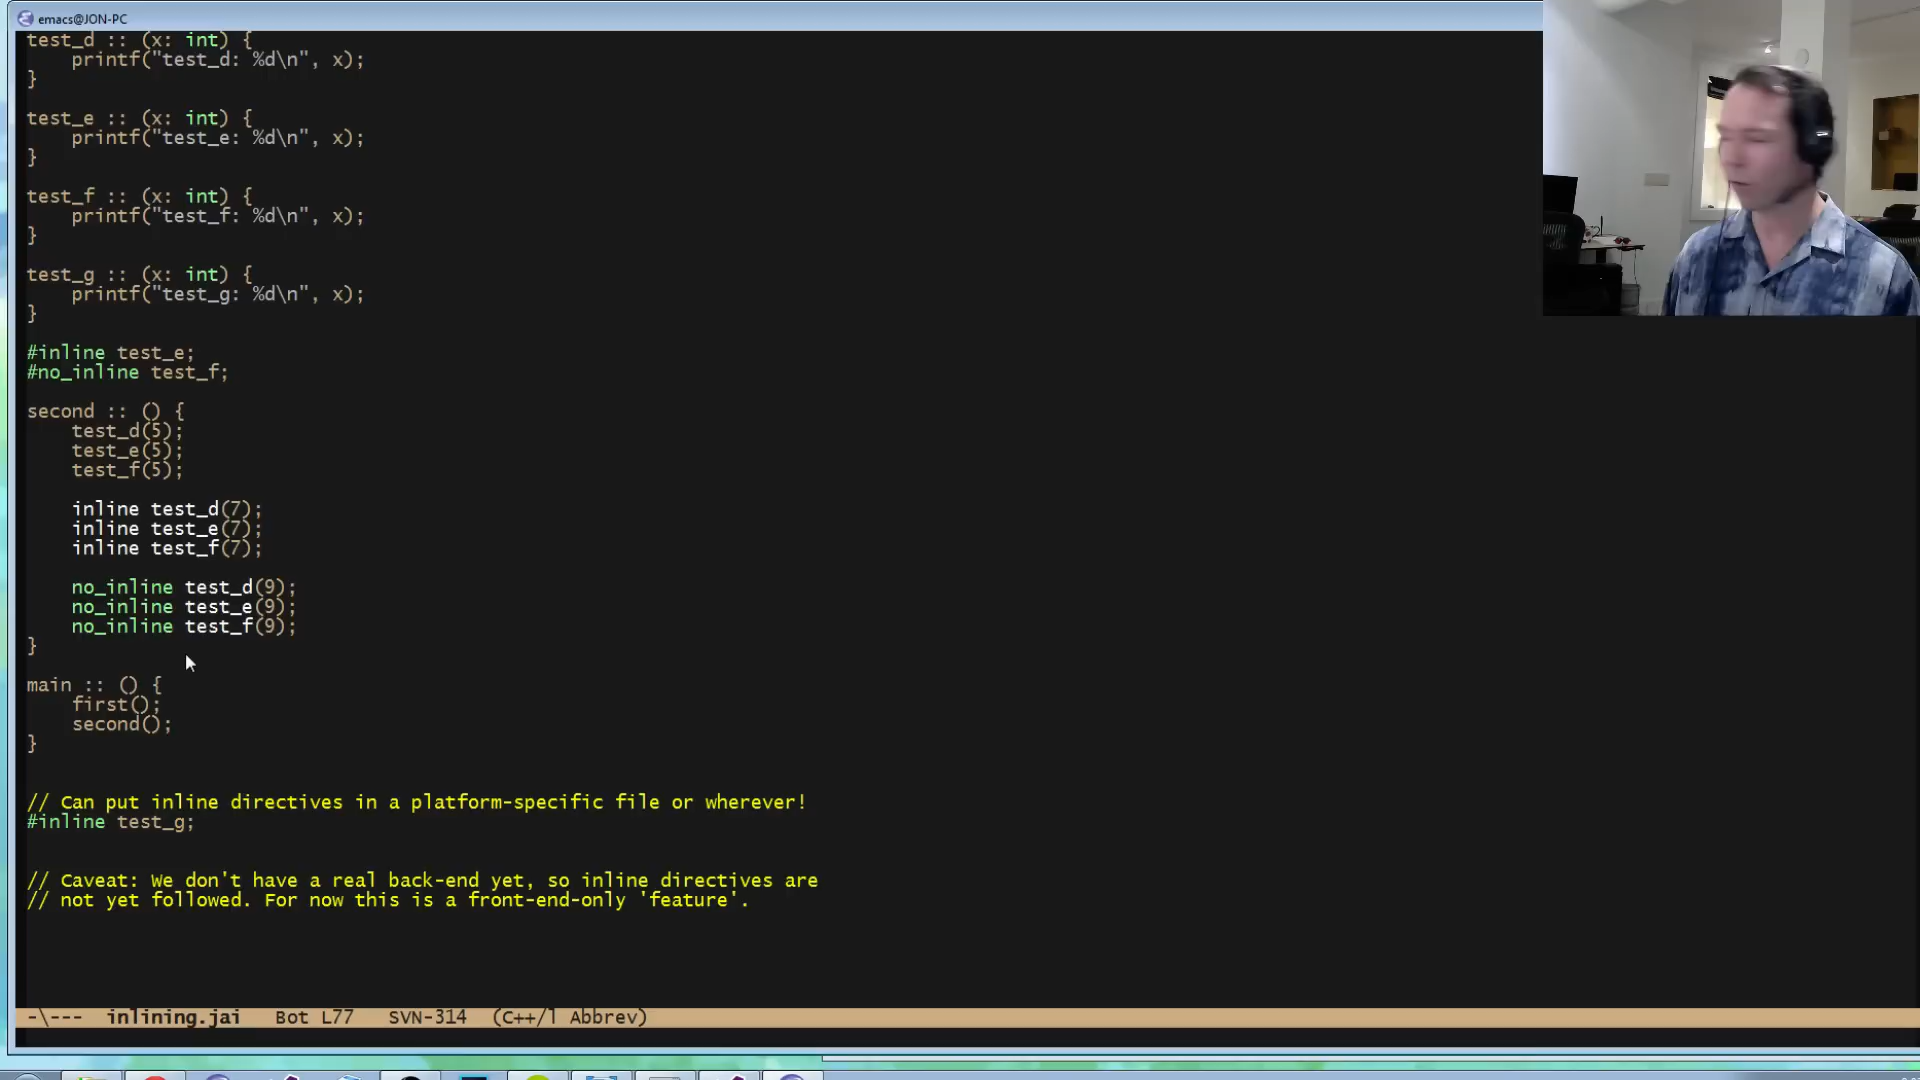 emacs@JON-PC
test_d :: (x: int) {
    printf("test_d: %d\n", x);
}
test_e :: (x: int) {
    printf("test_e: %d\n", x);
}
test_f :: (x: int) {
    printf("test_f: %d\n", x);
}
test_g :: (x: int) {
    printf("test_g: %d\n", x);
}
#inline test_e;
#no_inline test_f;
second :: () {
    test_d(5);
    test_e(5);
    test_f(5);
    inline test_d(7);
    inline test_e(7);
    inline test_f(7);
    no_inline test_d(9);
    no_inline test_e(9);
    no_inline test_f(9);
}
main :: () {
    first();
    second();
}
// Can put inline directives in a platform-specific file or wherever!
#inline test_g;
// Caveat: We don't have a real back-end yet, so inline directives are
// not yet followed. For now this is a front-end-only 'feature'.
-\--- inlining.jai Bot L77 SVN-314 (C++/l Abbrev)